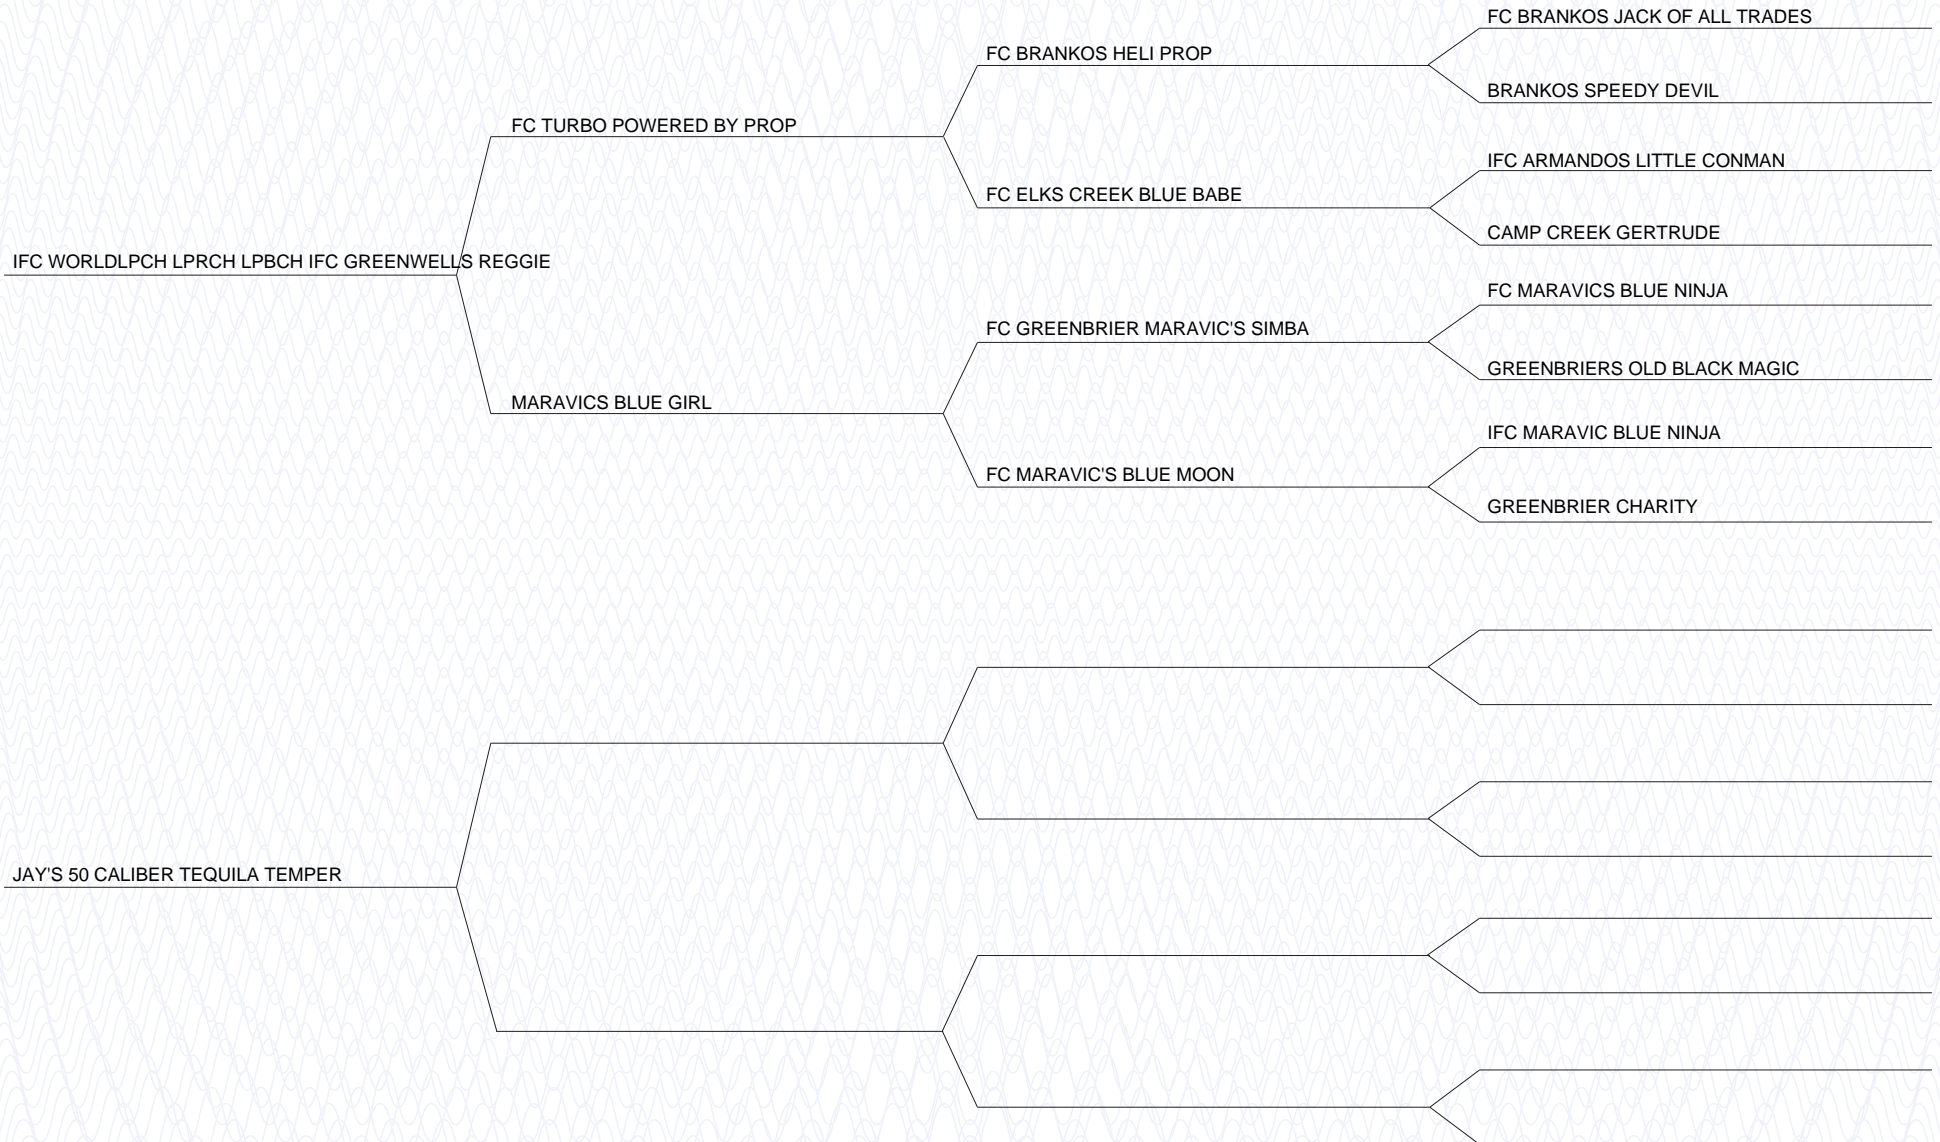 FC BRANKOS JACK OF ALL TRADES
FC BRANKOS HELI PROP
BRANKOS SPEEDY DEVIL
FC TURBO POWERED BY PROP
IFC ARMANDOS LITTLE CONMAN
FC ELKS CREEK BLUE BABE
CAMP CREEK GERTRUDE
IFC WORLDLPCH LPRCH LPBCH IFC GREENWELLS REGGIE
FC MARAVICS BLUE NINJA
FC GREENBRIER MARAVIC'S SIMBA
GREENBRIERS OLD BLACK MAGIC
MARAVICS BLUE GIRL
IFC MARAVIC BLUE NINJA
FC MARAVIC'S BLUE MOON
GREENBRIER CHARITY
JAY'S 50 CALIBER TEQUILA TEMPER